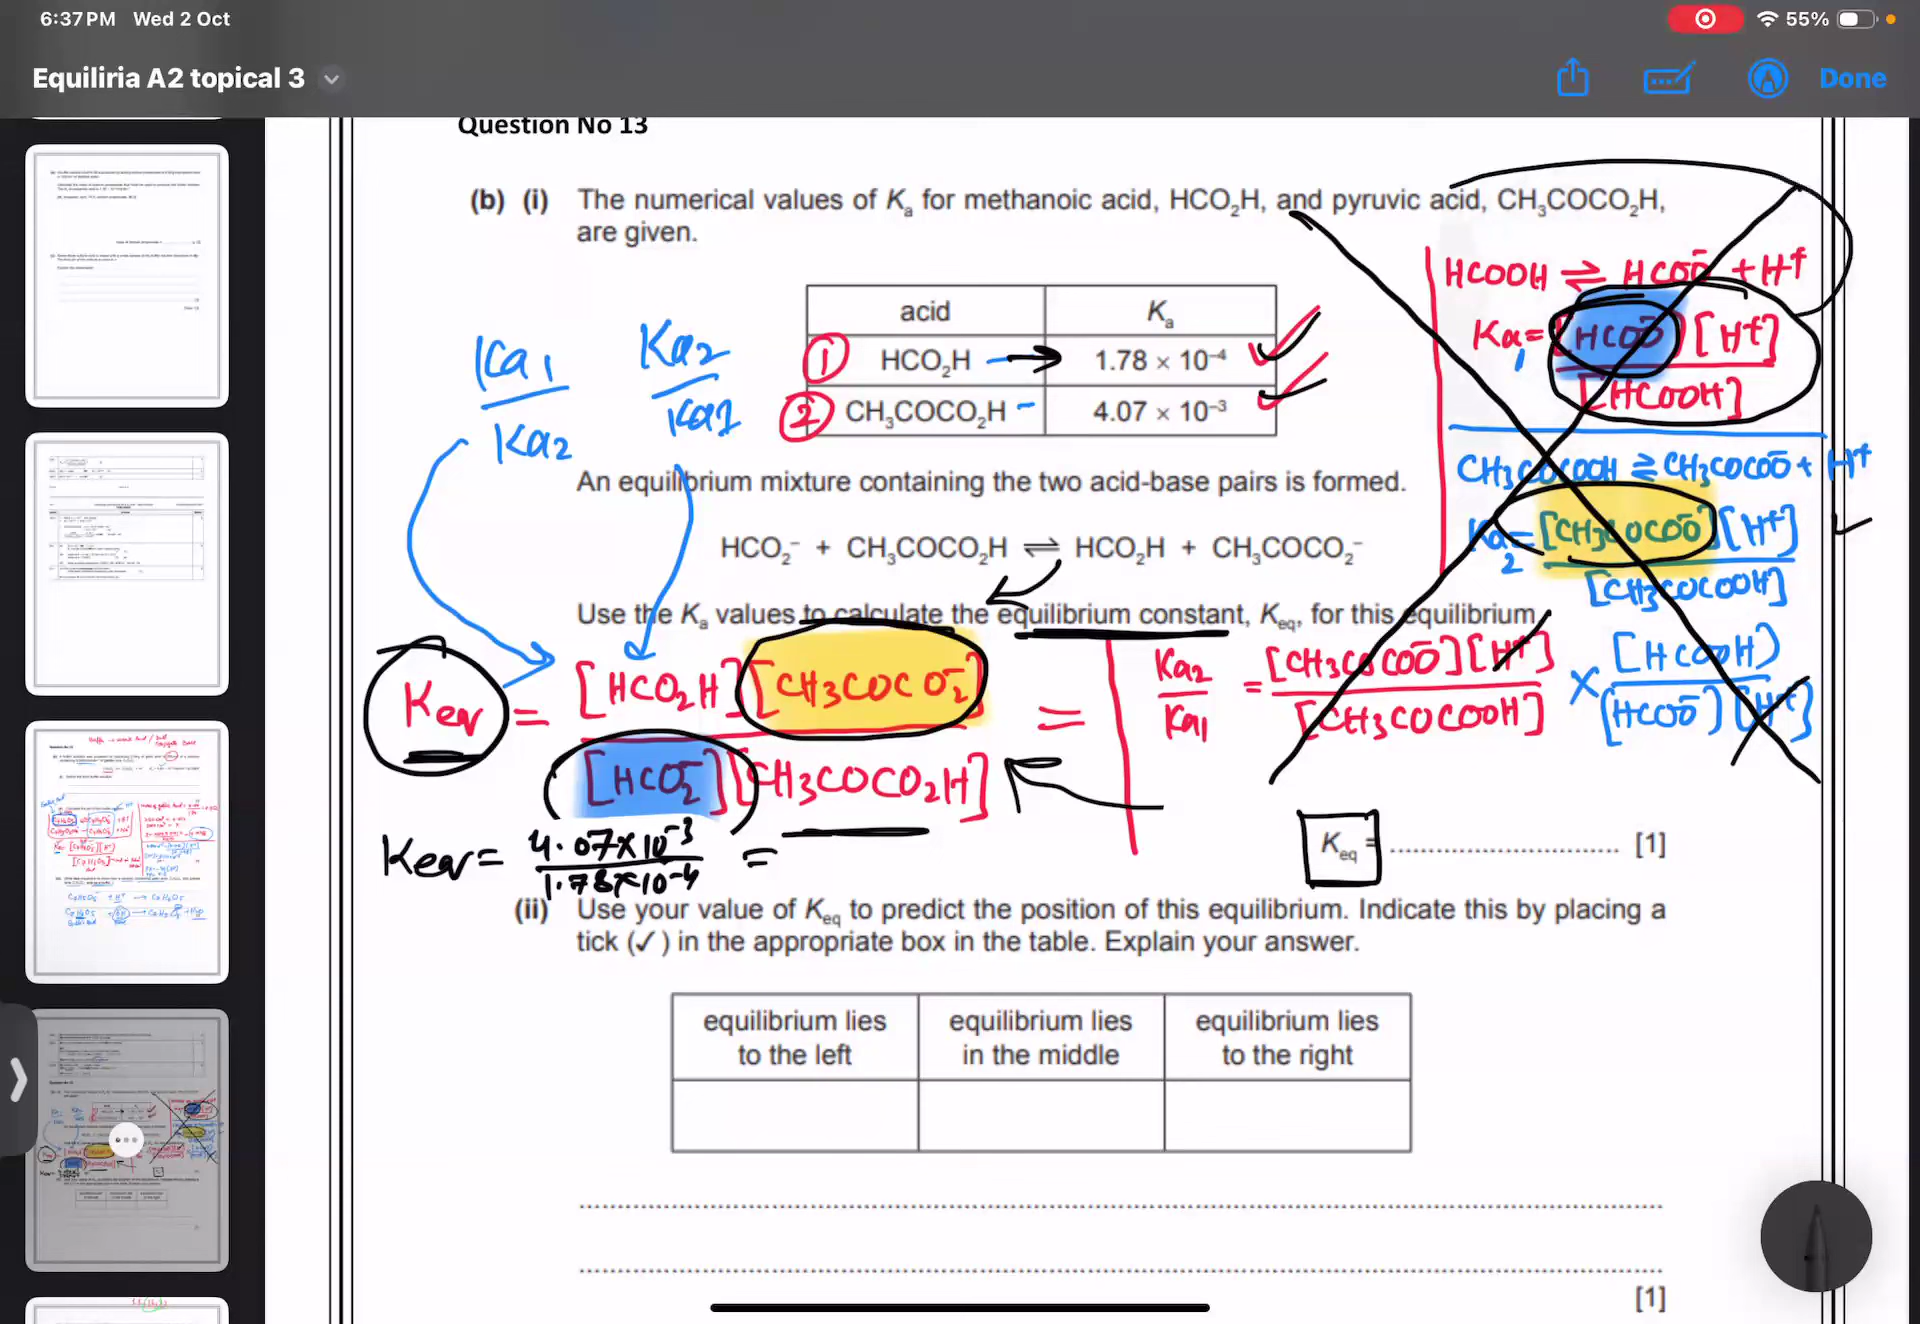 6:37 PM Wed 2 Oct
55%
Equiliria A2 topical 3
Done
Question No 13
(b) (i) The numerical values of Kₐ for methanoic acid, HCO₂H, and pyruvic acid, CH₃COCO₂H,
are given.
HCOOH ⇌ HCOO⁻ + H⁺
Ka₁ = [HCOO⁻][H⁺]
[HCOOH]
acid Kₐ
① HCO₂H 1.78 × 10⁻⁴
② CH₃COCO₂H 4.07 × 10⁻³
Ka₁
Ka₂
Ka₂
Ka1
CH₃COCOOH ⇌ CH₃COCOO⁻ + H⁺
Ka₂ = [CH₃COCOO⁻][H⁺]
[CH₃COCOOH]
An equilibrium mixture containing the two acid-base pairs is formed.
HCO₂⁻ + CH₃COCO₂H ⇌ HCO₂H + CH₃COCO₂⁻
Use the Kₐ values to calculate the equilibrium constant, Keq, for this equilibrium
Keq = [HCO₂H][CH₃COCO₂⁻] =
[HCO₂⁻][CH₃COCO₂H]
Ka₂ = [CH₃COCOO⁻][H⁺] × [HCOOH]
Ka₁ [CH₃COCOOH] [HCOO⁻][H⁺]
Keq = 4.07×10⁻³ =
1.78×10⁻⁴
Keq = .............................. [1]
(ii) Use your value of Keq to predict the position of this equilibrium. Indicate this by placing a
tick (✓) in the appropriate box in the table. Explain your answer.
equilibrium lies to the left
equilibrium lies in the middle
equilibrium lies to the right
[1]